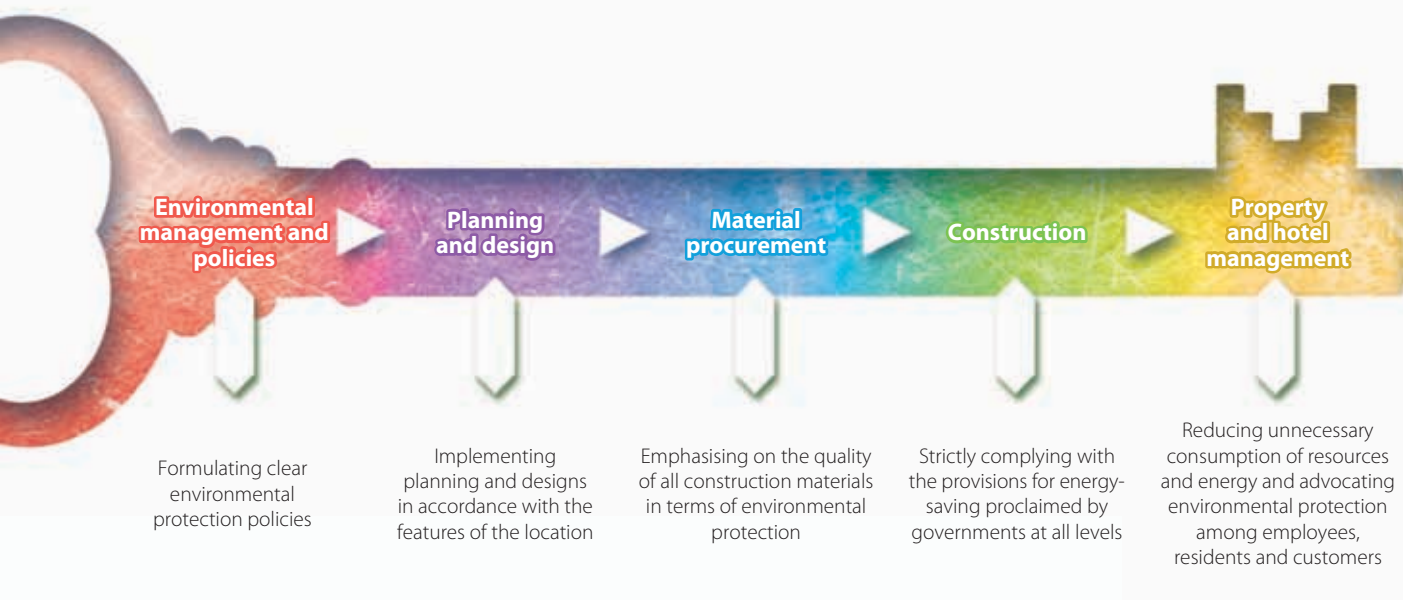 Environmental
management and
policies
Planning
and design
Material
procurement
Construction
Property
and hotel
management
Formulating clear
environmental
protection policies
Implementing
planning and designs
in accordance with the
features of the location
Emphasising on the quality
of all construction materials
in terms of environmental
protection
Strictly complying with
the provisions for energy-
saving proclaimed by
governments at all levels
Reducing unnecessary
consumption of resources
and energy and advocating
environmental protection
among employees,
residents and customers